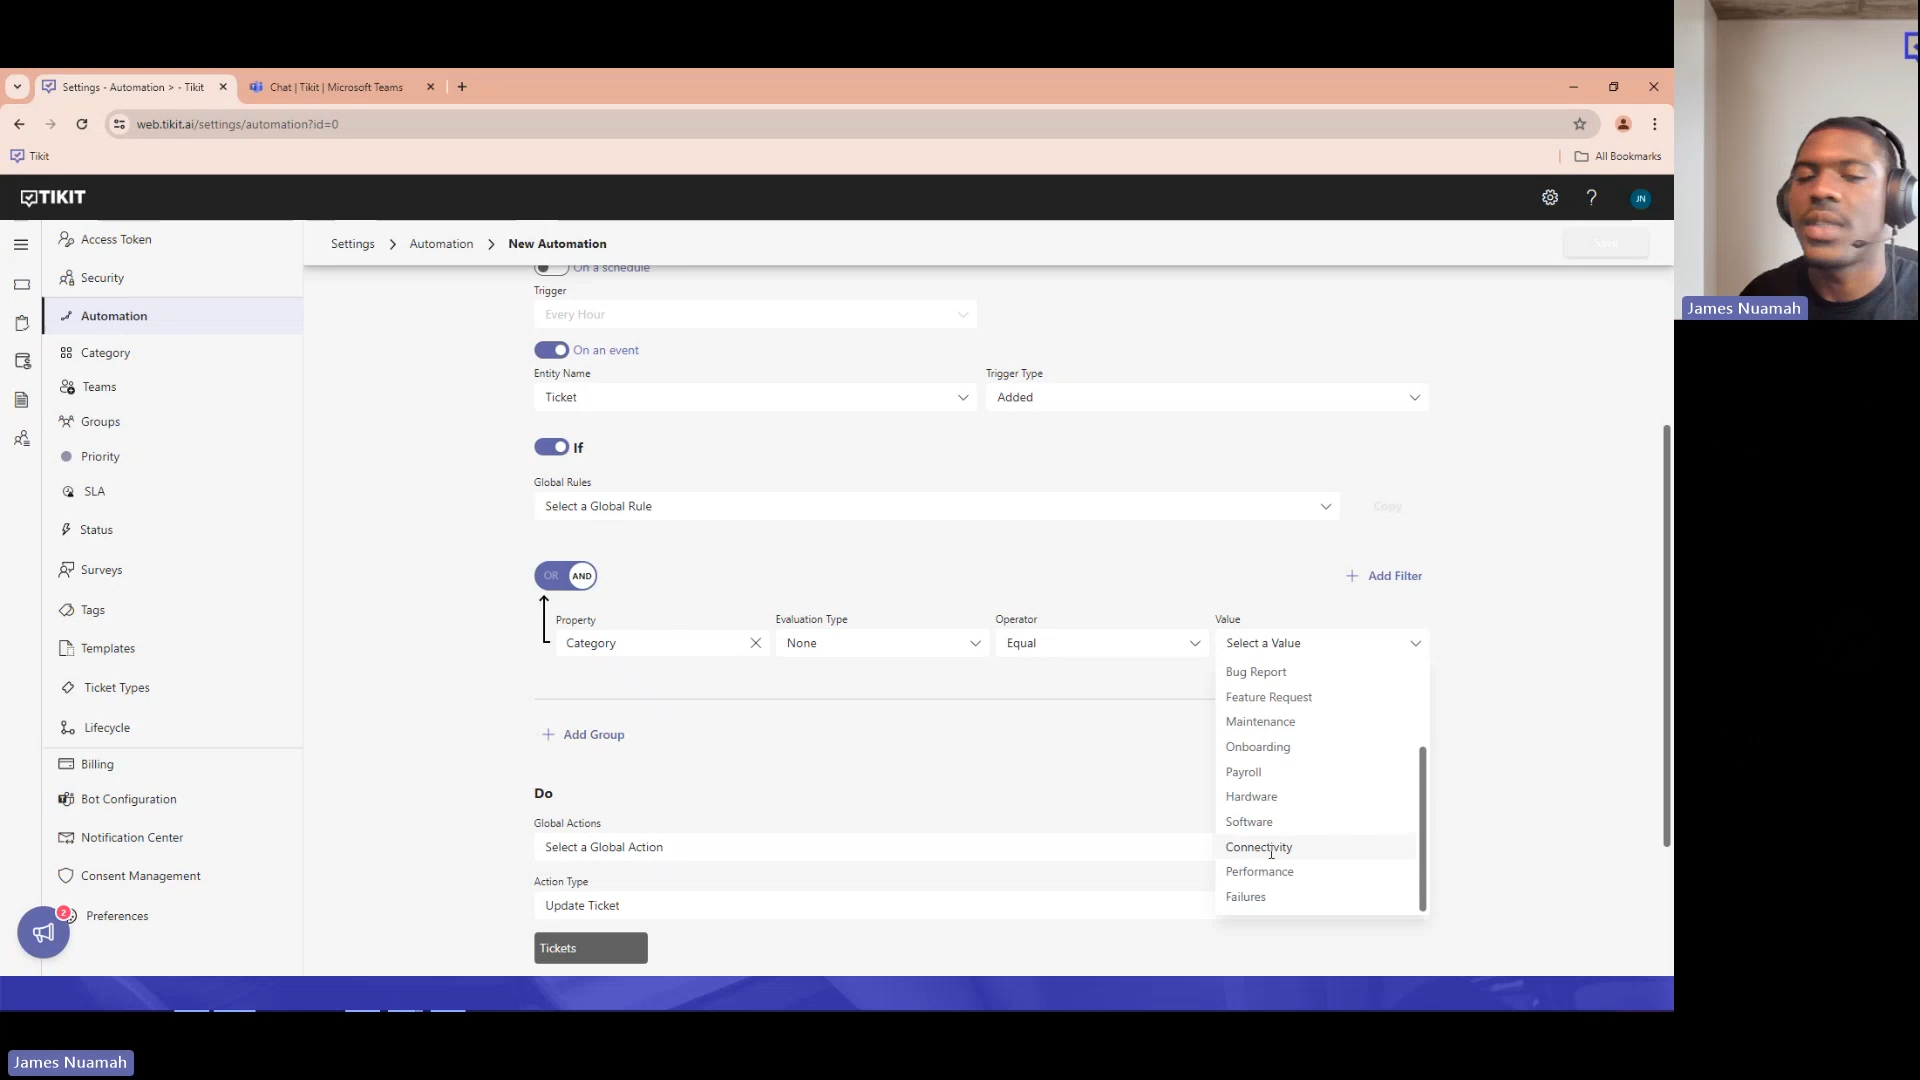 Settings - Automation > - Tikit
Chat | Tikit | Microsoft Teams
web.tikit.ai/settings/automation?id=0
Tikit
All Bookmarks
TIKIT
JN
Access Token
Security
Automation
Category
Teams
Groups
Priority
SLA
Status
Surveys
Tags
Templates
Ticket Types
Lifecycle
Billing
Bot Configuration
Notification Center
Consent Management
Preferences
2
Settings > Automation > New Automation
Save
On a schedule
Trigger
Every Hour
On an event
Entity Name
Trigger Type
Ticket
Added
If
Global Rules
Select a Global Rule
Copy
OR AND
+ Add Filter
Property
Evaluation Type
Operator
Value
Category
None
Equal
Select a Value
Bug Report
Feature Request
Maintenance
Onboarding
Payroll
Hardware
Software
Connectivity
Performance
Failures
+ Add Group
Do
Global Actions
Select a Global Action
Action Type
Update Ticket
Tickets
James Nuamah
James Nuamah